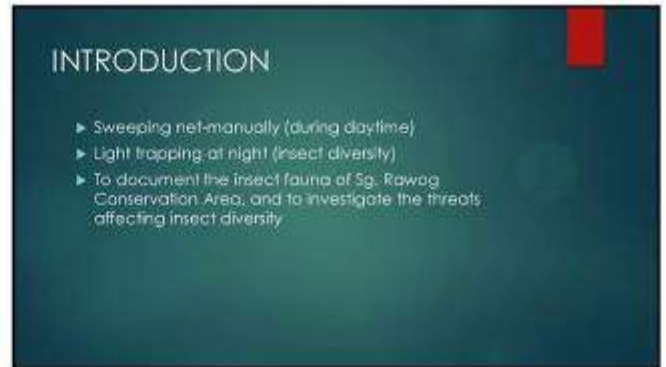 INTRODUCTION
▶ Sweeping net-manually (during daytime)
▶ Light trapping at night (insect diversity)
▶ To document the insect fauna of Sg. Rawog
Conservation Area, and to investigate the threats
affecting insect diversity